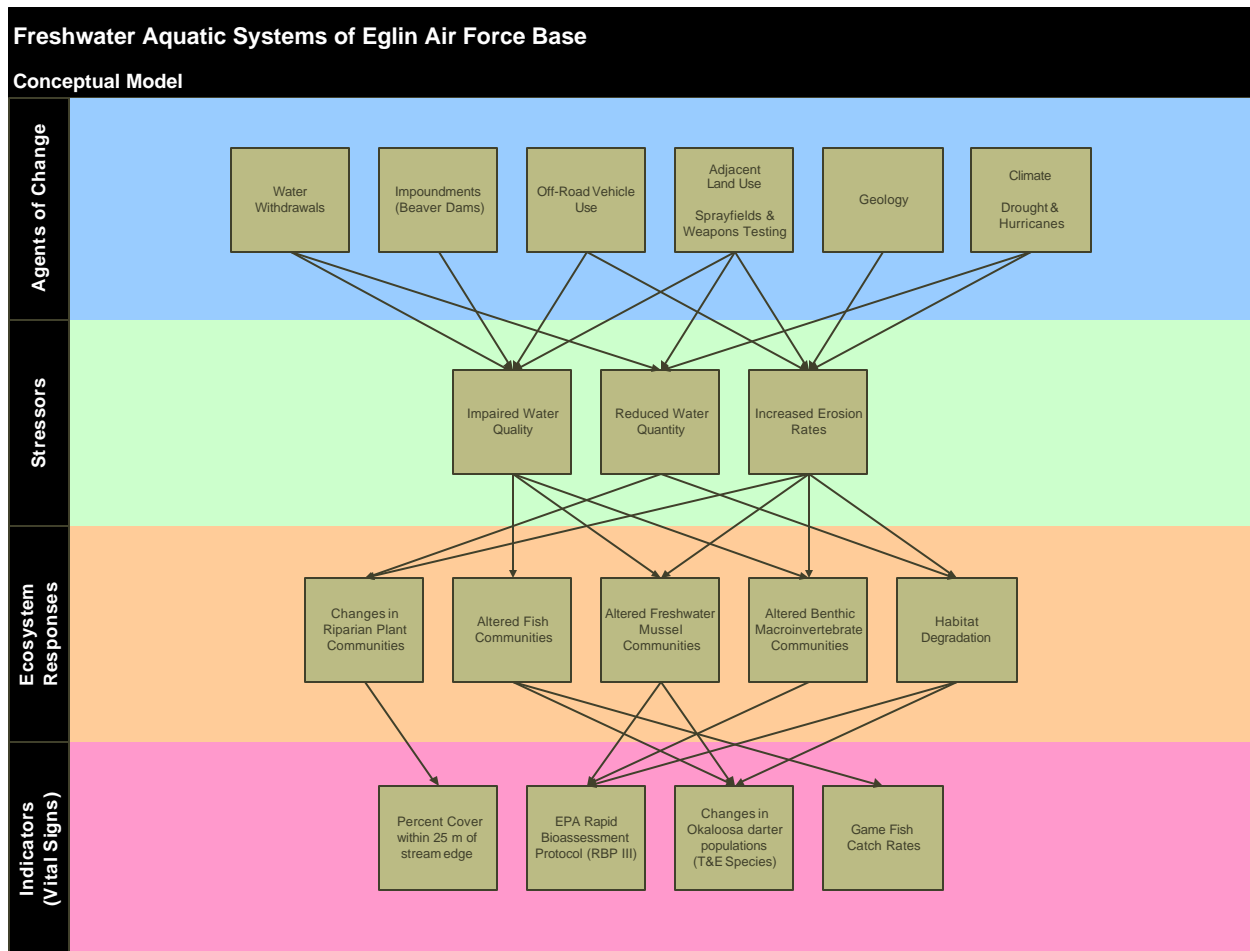 Freshwater Aquatic Systems of Eglin Air Force Base
Conceptual Model
Agents of Change
Water
Withdrawals
Impoundments
(Beaver Dams)
Off-Road Vehicle
Use
Adjacent
Land Use
Sprayfields &
Weapons Testing
Geology
Climate
Drought &
Hurricanes
Stressors
Impaired Water
Quality
Reduced Water
Quantity
Increased Erosion
Rates
Ecosystem
Responses
Changes in
Riparian Plant
Communities
Altered Fish
Communities
Altered Freshwater
Mussel
Communities
Altered Benthic
Macroinvertebrate
Communities
Habitat
Degradation
Indicators
(Vital Signs)
Percent Cover
within 25 m of
stream edge
EPA Rapid
Bioassessment
Protocol (RBP III)
Changes in
Okaloosa darter
populations
(T&E Species)
Game Fish
Catch Rates